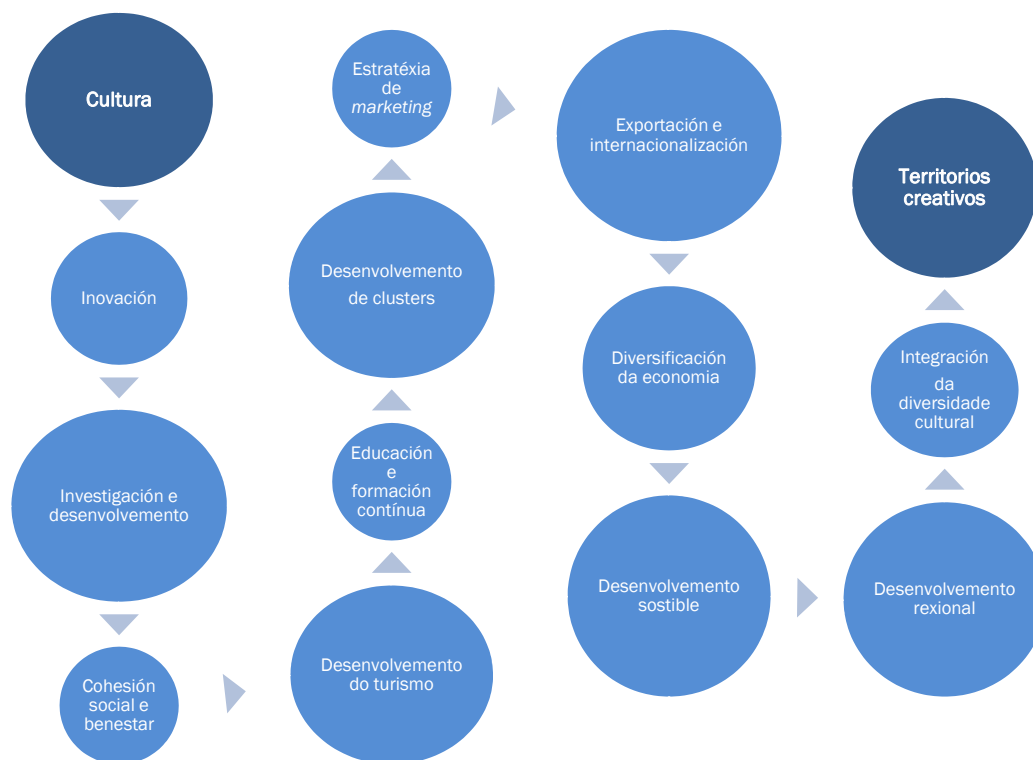 Cultura
Inovación
Investigación e
desenvolvemento
Cohesión
social e
benestar
Desenvolvemento
do turismo
Educación
e
formación
contínua
Desenvolvemento
de clusters
Estratéxia
de
marketing
Exportación e
internacionalización
Diversificación
da economia
Desenvolvemento
sostible
Desenvolvemento
rexional
Integración
da
diversidade
cultural
Territorios
creativos